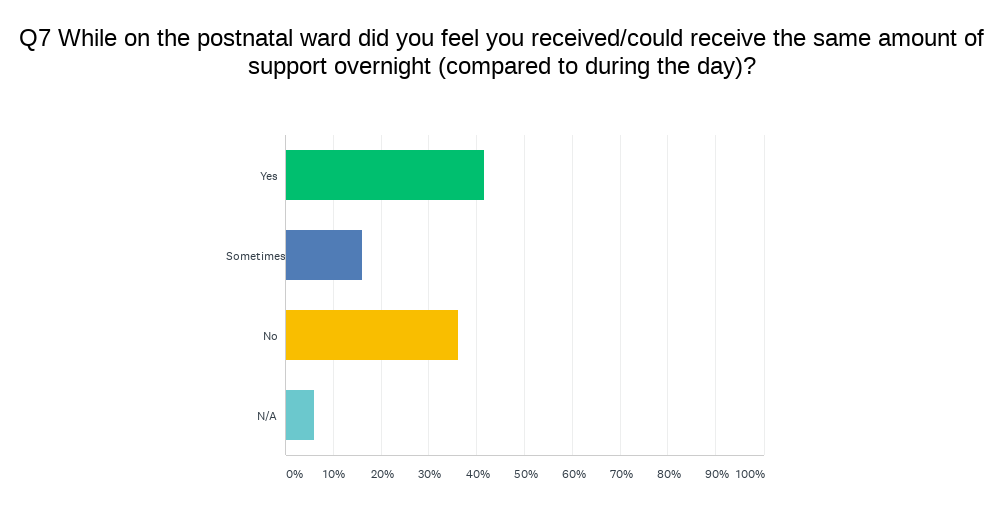 Q7 While on the postnatal ward did you feel you received/could receive the same amount of
support overnight (compared to during the day)?
Yes
Sometimes
No
N/A
0% 10% 20% 30% 40% 50% 60% 70% 80% 90% 100%